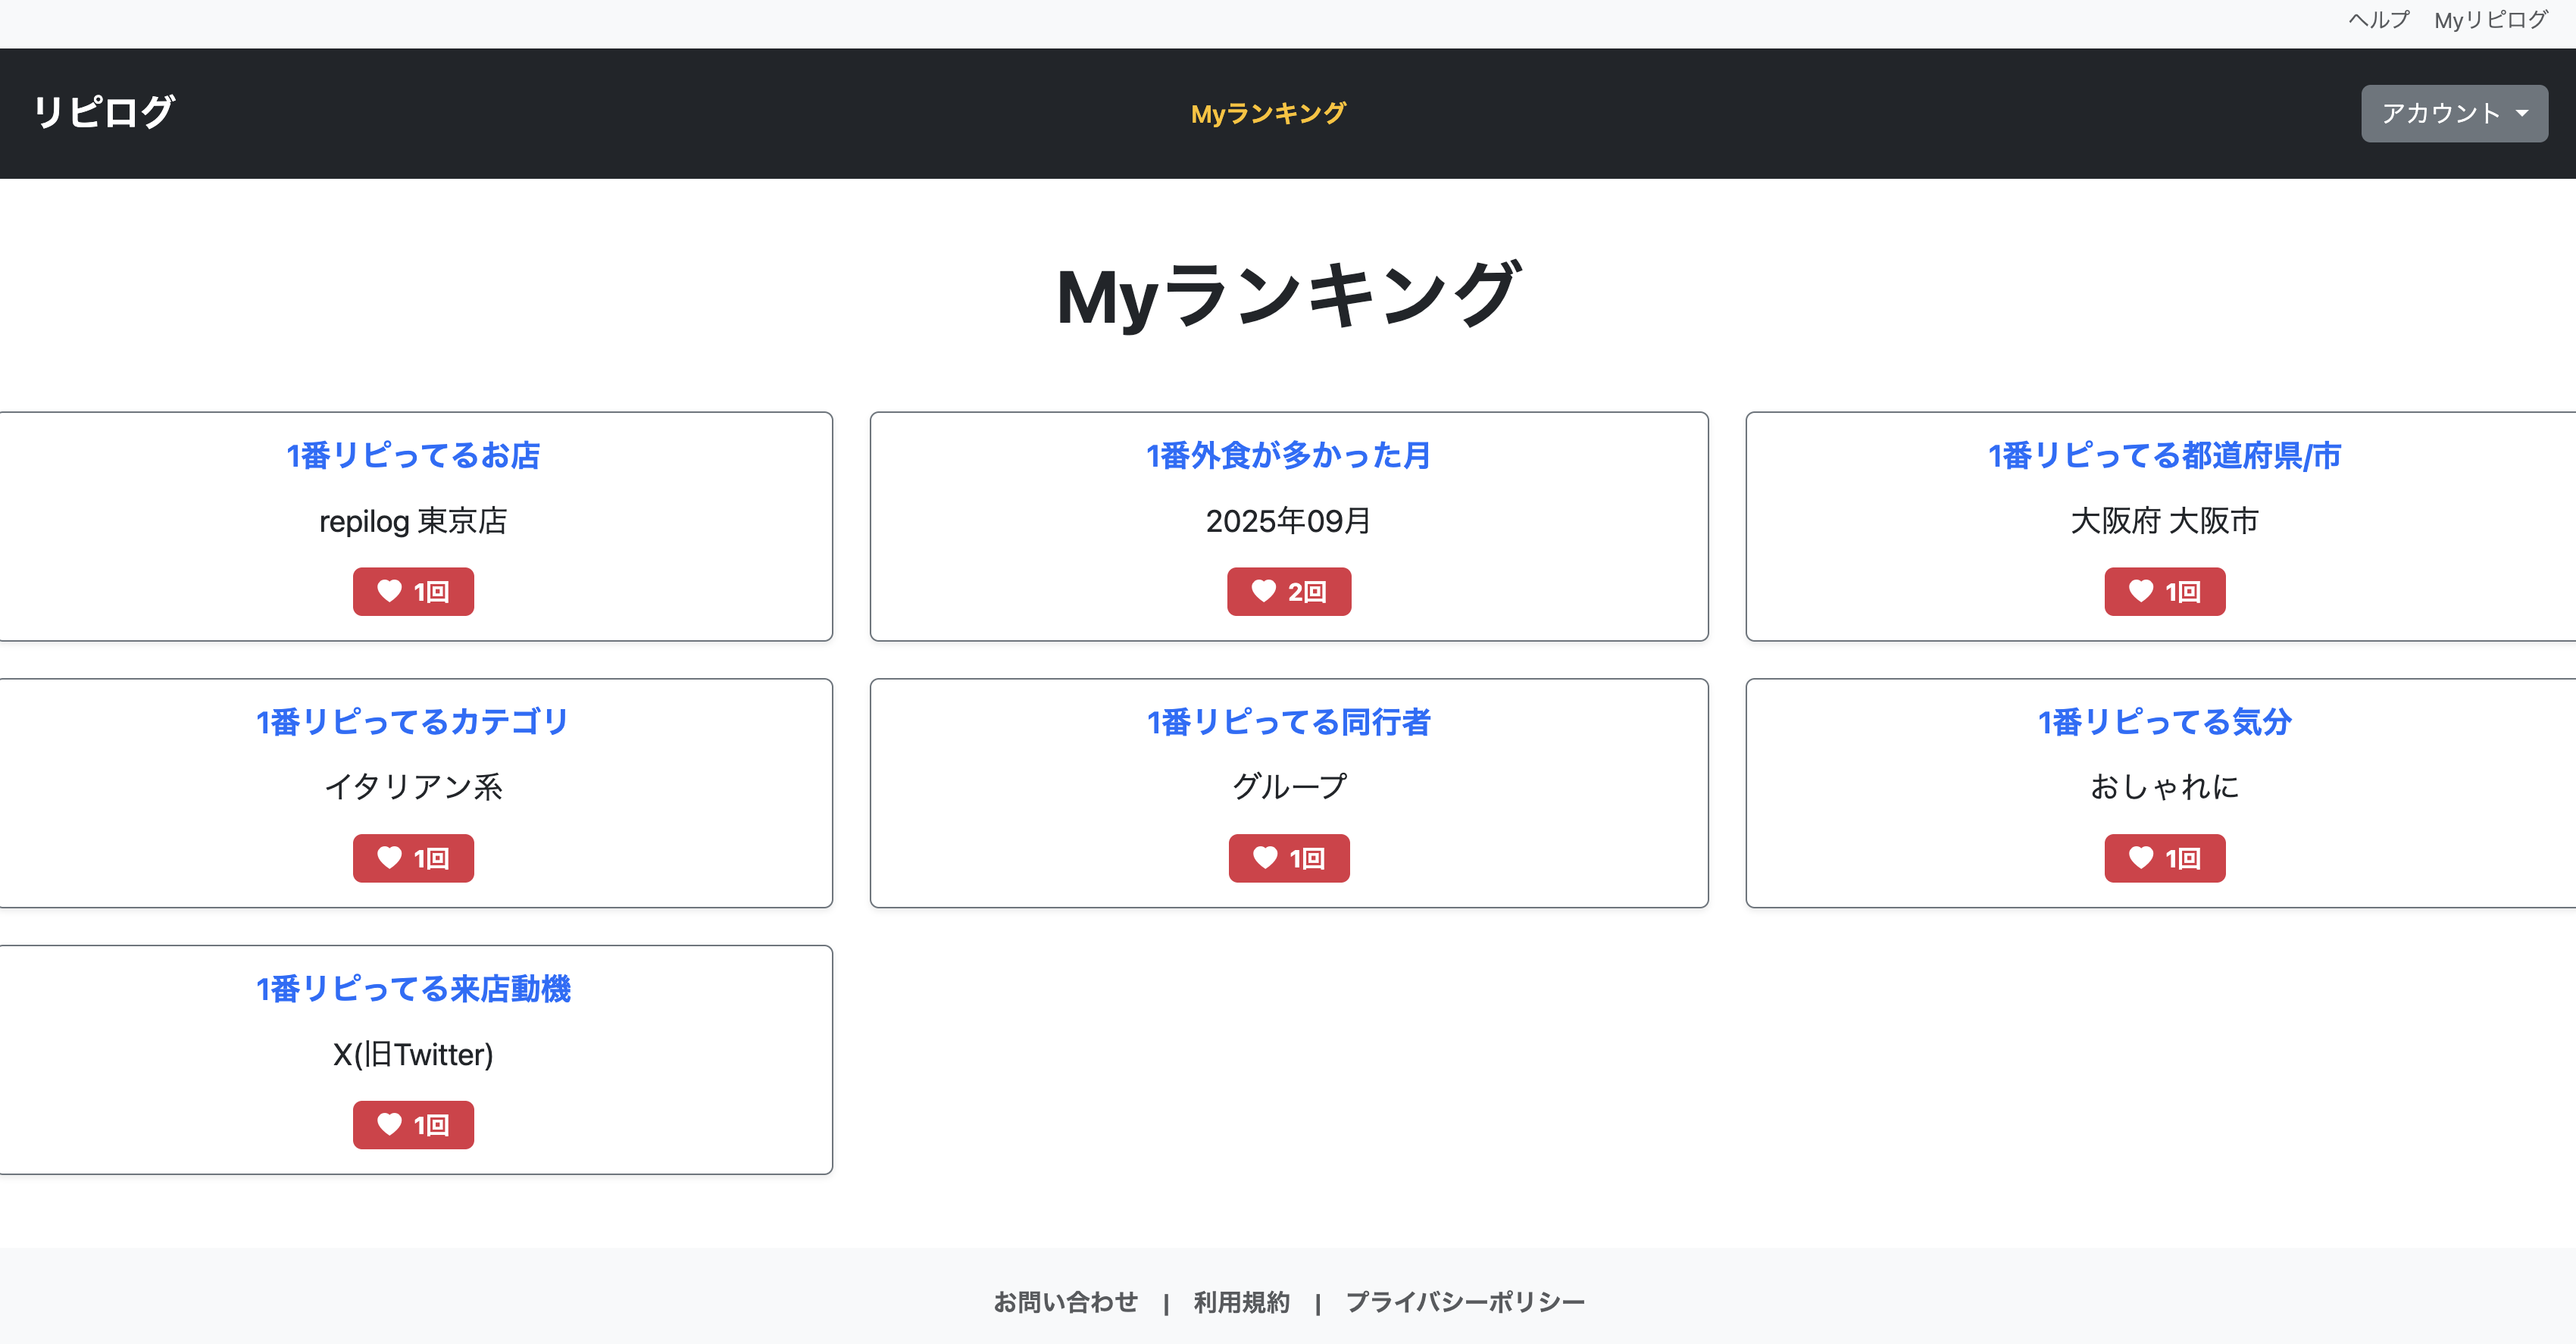 ヘルプ Myリピログ
リピログ Myランキング アカウント
Myランキング
1番リピってるお店
repilog 東京店
1回
1番外食が多かった月
2025年09月
2回
1番リピってる都道府県/市
大阪府 大阪市
1回
1番リピってるカテゴリ
イタリアン系
1回
1番リピってる同行者
グループ
1回
1番リピってる気分
おしゃれに
1回
1番リピってる来店動機
X(旧Twitter)
1回
お問い合わせ | 利用規約 | プライバシーポリシー